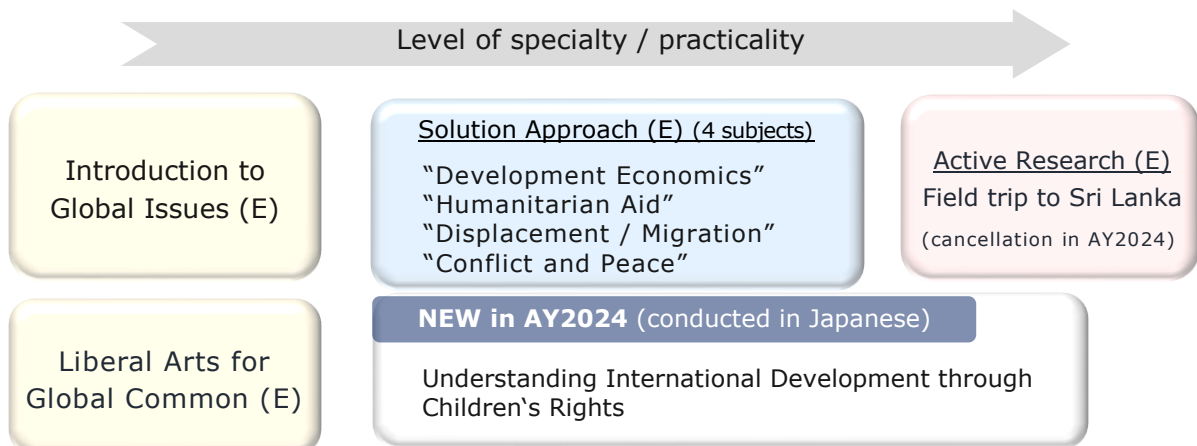 Level of specialty / practicality
Introduction to
Global Issues (E)
Solution Approach (E) (4 subjects)
“Development Economics”
“Humanitarian Aid”
“Displacement / Migration”
“Conflict and Peace”
Active Research (E)
Field trip to Sri Lanka
(cancellation in AY2024)
Liberal Arts for
Global Common (E)
NEW in AY2024 (conducted in Japanese)
Understanding International Development through
Children‘s Rights